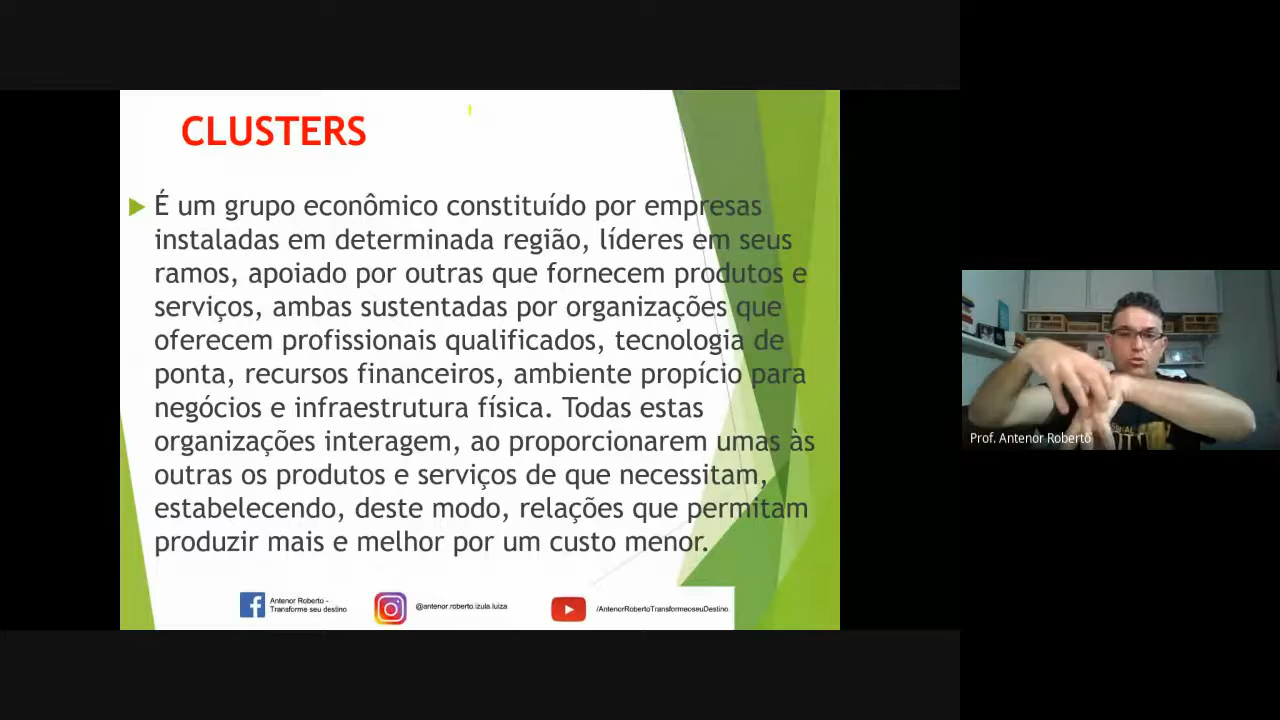 CLUSTERS
É um grupo econômico constituído por empresas
instaladas em determinada região, líderes em seus
ramos, apoiado por outras que fornecem produtos e
serviços, ambas sustentadas por organizações que
oferecem profissionais qualificados, tecnologia de
ponta, recursos financeiros, ambiente propício para
negócios e infraestrutura física. Todas estas
organizações interagem, ao proporcionarem umas às
outras os produtos e serviços de que necessitam,
estabelecendo, deste modo, relações que permitam
produzir mais e melhor por um custo menor.
Antenor Roberto -
Transforme seu destino
@antenor.roberto.izula.luiza
/AntenorRobertoTransformeoseuDestino
Prof. Antenor Roberto